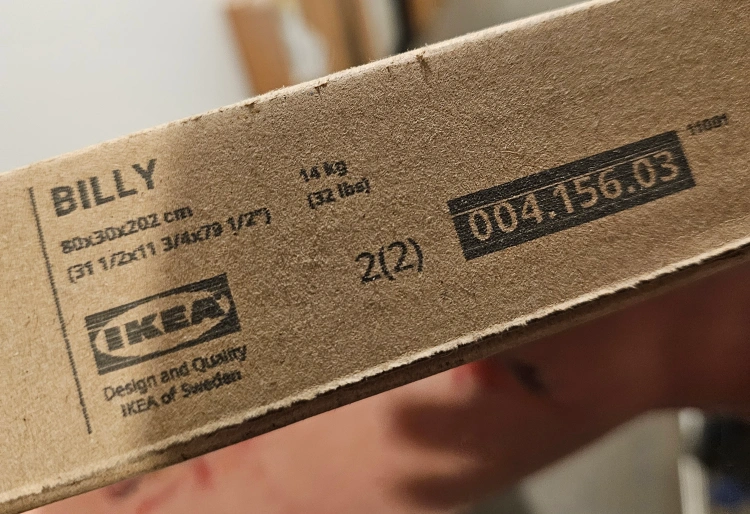 BILLY
80x30x202 cm
(31 1/2x11 3/4x79 1/2")
14 kg
(32 lbs)
2(2)
004.156.03
11001
IKEA
Design and Quality
IKEA of Sweden